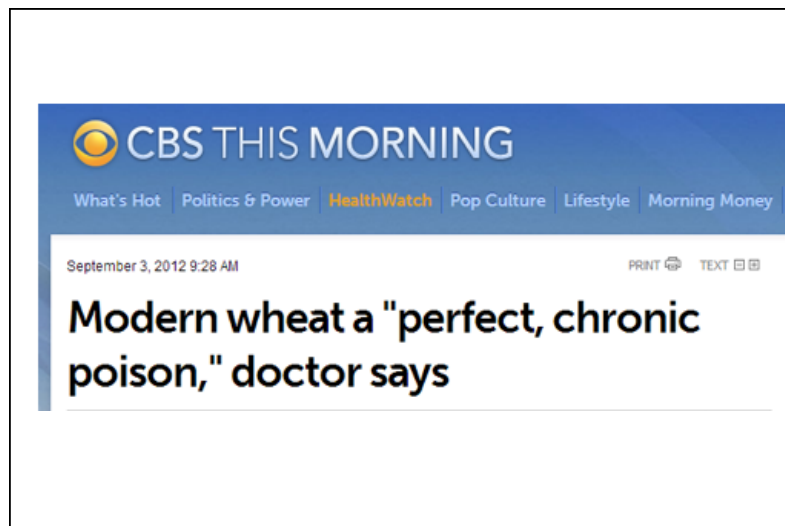 CBS THIS MORNING
What's Hot Politics & Power HealthWatch Pop Culture Lifestyle Morning Money
September 3, 2012 9:28 AM PRINT TEXT
Modern wheat a "perfect, chronic
poison," doctor says